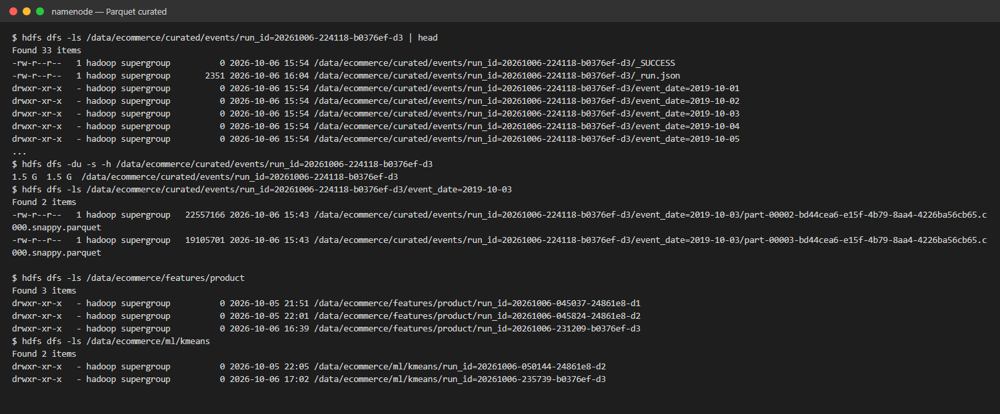 namenode — Parquet curated
$ hdfs dfs -ls /data/ecommerce/curated/events/run_id=20261006-224118-b0376ef-d3 | head
Found 33 items
-rw-r--r--   1 hadoop supergroup          0 2026-10-06 15:54 /data/ecommerce/curated/events/run_id=20261006-224118-b0376ef-d3/_SUCCESS
-rw-r--r--   1 hadoop supergroup       2351 2026-10-06 16:04 /data/ecommerce/curated/events/run_id=20261006-224118-b0376ef-d3/_run.json
drwxr-xr-x   - hadoop supergroup          0 2026-10-06 15:54 /data/ecommerce/curated/events/run_id=20261006-224118-b0376ef-d3/event_date=2019-10-01
drwxr-xr-x   - hadoop supergroup          0 2026-10-06 15:54 /data/ecommerce/curated/events/run_id=20261006-224118-b0376ef-d3/event_date=2019-10-02
drwxr-xr-x   - hadoop supergroup          0 2026-10-06 15:54 /data/ecommerce/curated/events/run_id=20261006-224118-b0376ef-d3/event_date=2019-10-03
drwxr-xr-x   - hadoop supergroup          0 2026-10-06 15:54 /data/ecommerce/curated/events/run_id=20261006-224118-b0376ef-d3/event_date=2019-10-04
drwxr-xr-x   - hadoop supergroup          0 2026-10-06 15:54 /data/ecommerce/curated/events/run_id=20261006-224118-b0376ef-d3/event_date=2019-10-05
...
$ hdfs dfs -du -s -h /data/ecommerce/curated/events/run_id=20261006-224118-b0376ef-d3
1.5 G  1.5 G  /data/ecommerce/curated/events/run_id=20261006-224118-b0376ef-d3
$ hdfs dfs -ls /data/ecommerce/curated/events/run_id=20261006-224118-b0376ef-d3/event_date=2019-10-03
Found 2 items
-rw-r--r--   1 hadoop supergroup   22557166 2026-10-06 15:43 /data/ecommerce/curated/events/run_id=20261006-224118-b0376ef-d3/event_date=2019-10-03/part-00002-bd44cea6-e15f-4b79-8aa4-4226ba56cb65.c
000.snappy.parquet
-rw-r--r--   1 hadoop supergroup   19105701 2026-10-06 15:43 /data/ecommerce/curated/events/run_id=20261006-224118-b0376ef-d3/event_date=2019-10-03/part-00003-bd44cea6-e15f-4b79-8aa4-4226ba56cb65.c
000.snappy.parquet
$ hdfs dfs -ls /data/ecommerce/features/product
Found 3 items
drwxr-xr-x   - hadoop supergroup          0 2026-10-05 21:51 /data/ecommerce/features/product/run_id=20261006-045037-24861e8-d1
drwxr-xr-x   - hadoop supergroup          0 2026-10-05 22:01 /data/ecommerce/features/product/run_id=20261006-045824-24861e8-d2
drwxr-xr-x   - hadoop supergroup          0 2026-10-06 16:39 /data/ecommerce/features/product/run_id=20261006-231209-b0376ef-d3
$ hdfs dfs -ls /data/ecommerce/ml/kmeans
Found 2 items
drwxr-xr-x   - hadoop supergroup          0 2026-10-05 22:05 /data/ecommerce/ml/kmeans/run_id=20261006-050144-24861e8-d2
drwxr-xr-x   - hadoop supergroup          0 2026-10-06 17:02 /data/ecommerce/ml/kmeans/run_id=20261006-235739-b0376ef-d3